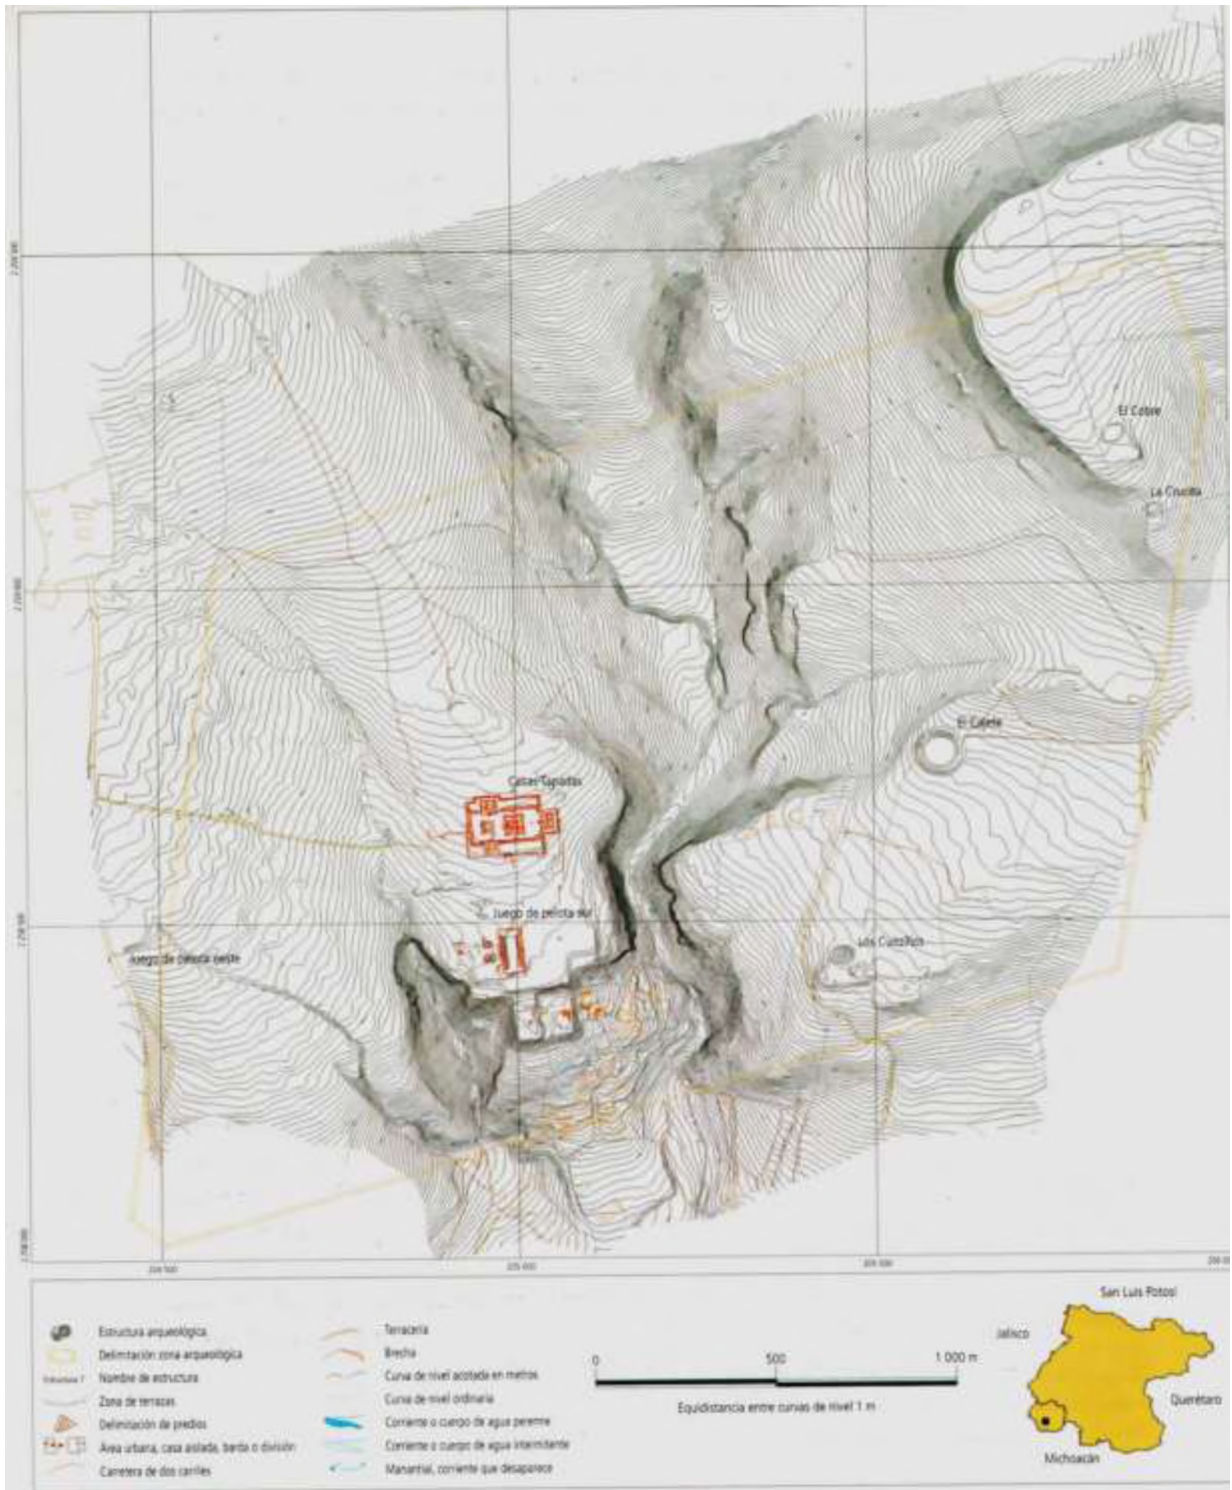 El Cobre
La Crucita
El Cajete
Casas Tapadas
Juego de pelota sur
Los Cuitzillos
Juego de pelota oeste
Estructura arqueológica
Delimitación zona arqueológica
Nombre de estructura
Zona de terrazas
Delimitación de predios
Área urbana, casa aislada, barda o división
Carretera de dos carriles
Terracería
Brecha
Curva de nivel acotada en metros
Curva de nivel ordinaria
Corriente o cuerpo de agua perenne
Corriente o cuerpo de agua intermitente
Manantial, corriente que desaparece
0 500 1 000 m
Equidistancia entre curvas de nivel 1 m
San Luis Potosí
Jalisco
Querétaro
Michoacán